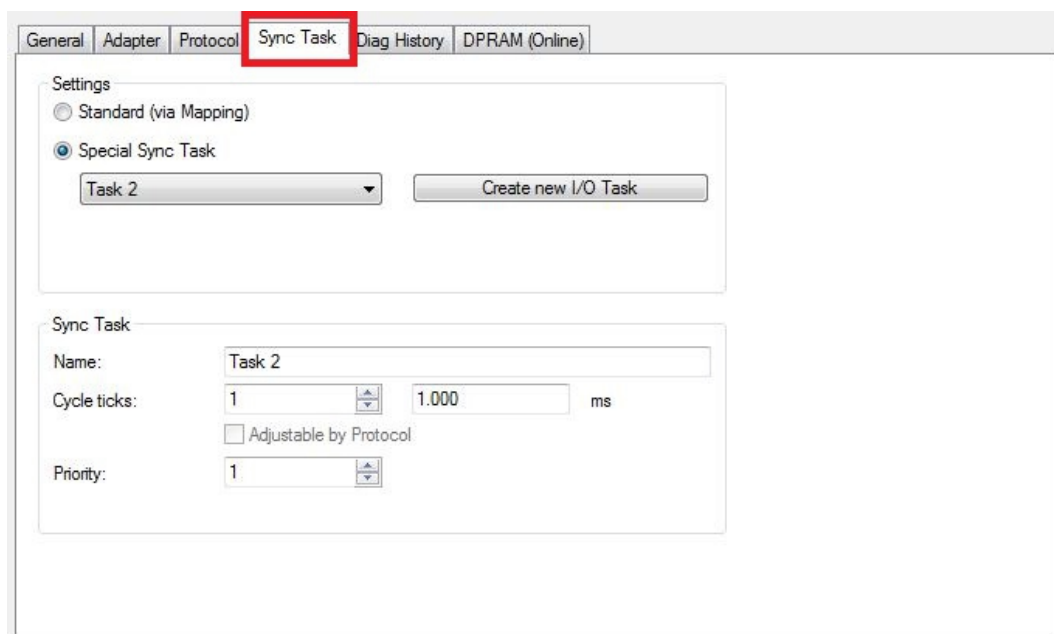 General Adapter Protocol Sync Task Diag History DPRAM (Online)
Settings
Standard (via Mapping)
Special Sync Task
Task 2 Create new I/O Task
Sync Task
Name: Task 2
Cycle ticks: 1 1.000 ms
Adjustable by Protocol
Priority: 1